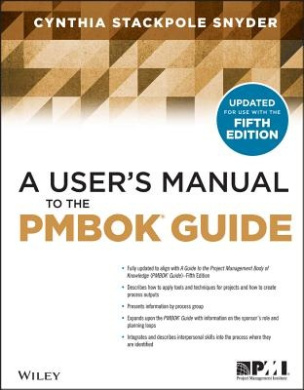 CYNTHIA STACKPOLE SNYDER
UPDATED
FOR USE WITH THE
FIFTH
EDITION
A USER'S MANUAL
TO THE
PMBOK® GUIDE
• Fully updated to align with A Guide to the Project Management Body of
Knowledge (PMBOK® Guide)–Fifth Edition
• Describes how to apply tools and techniques for projects and how to create
process outputs
• Presents information by process group
• Expands upon the PMBOK® Guide with information on the sponsor's role and
planning loops
• Integrates and describes interpersonal skills into the process where they
are identified
WILEY
PMI
Project Management Institute